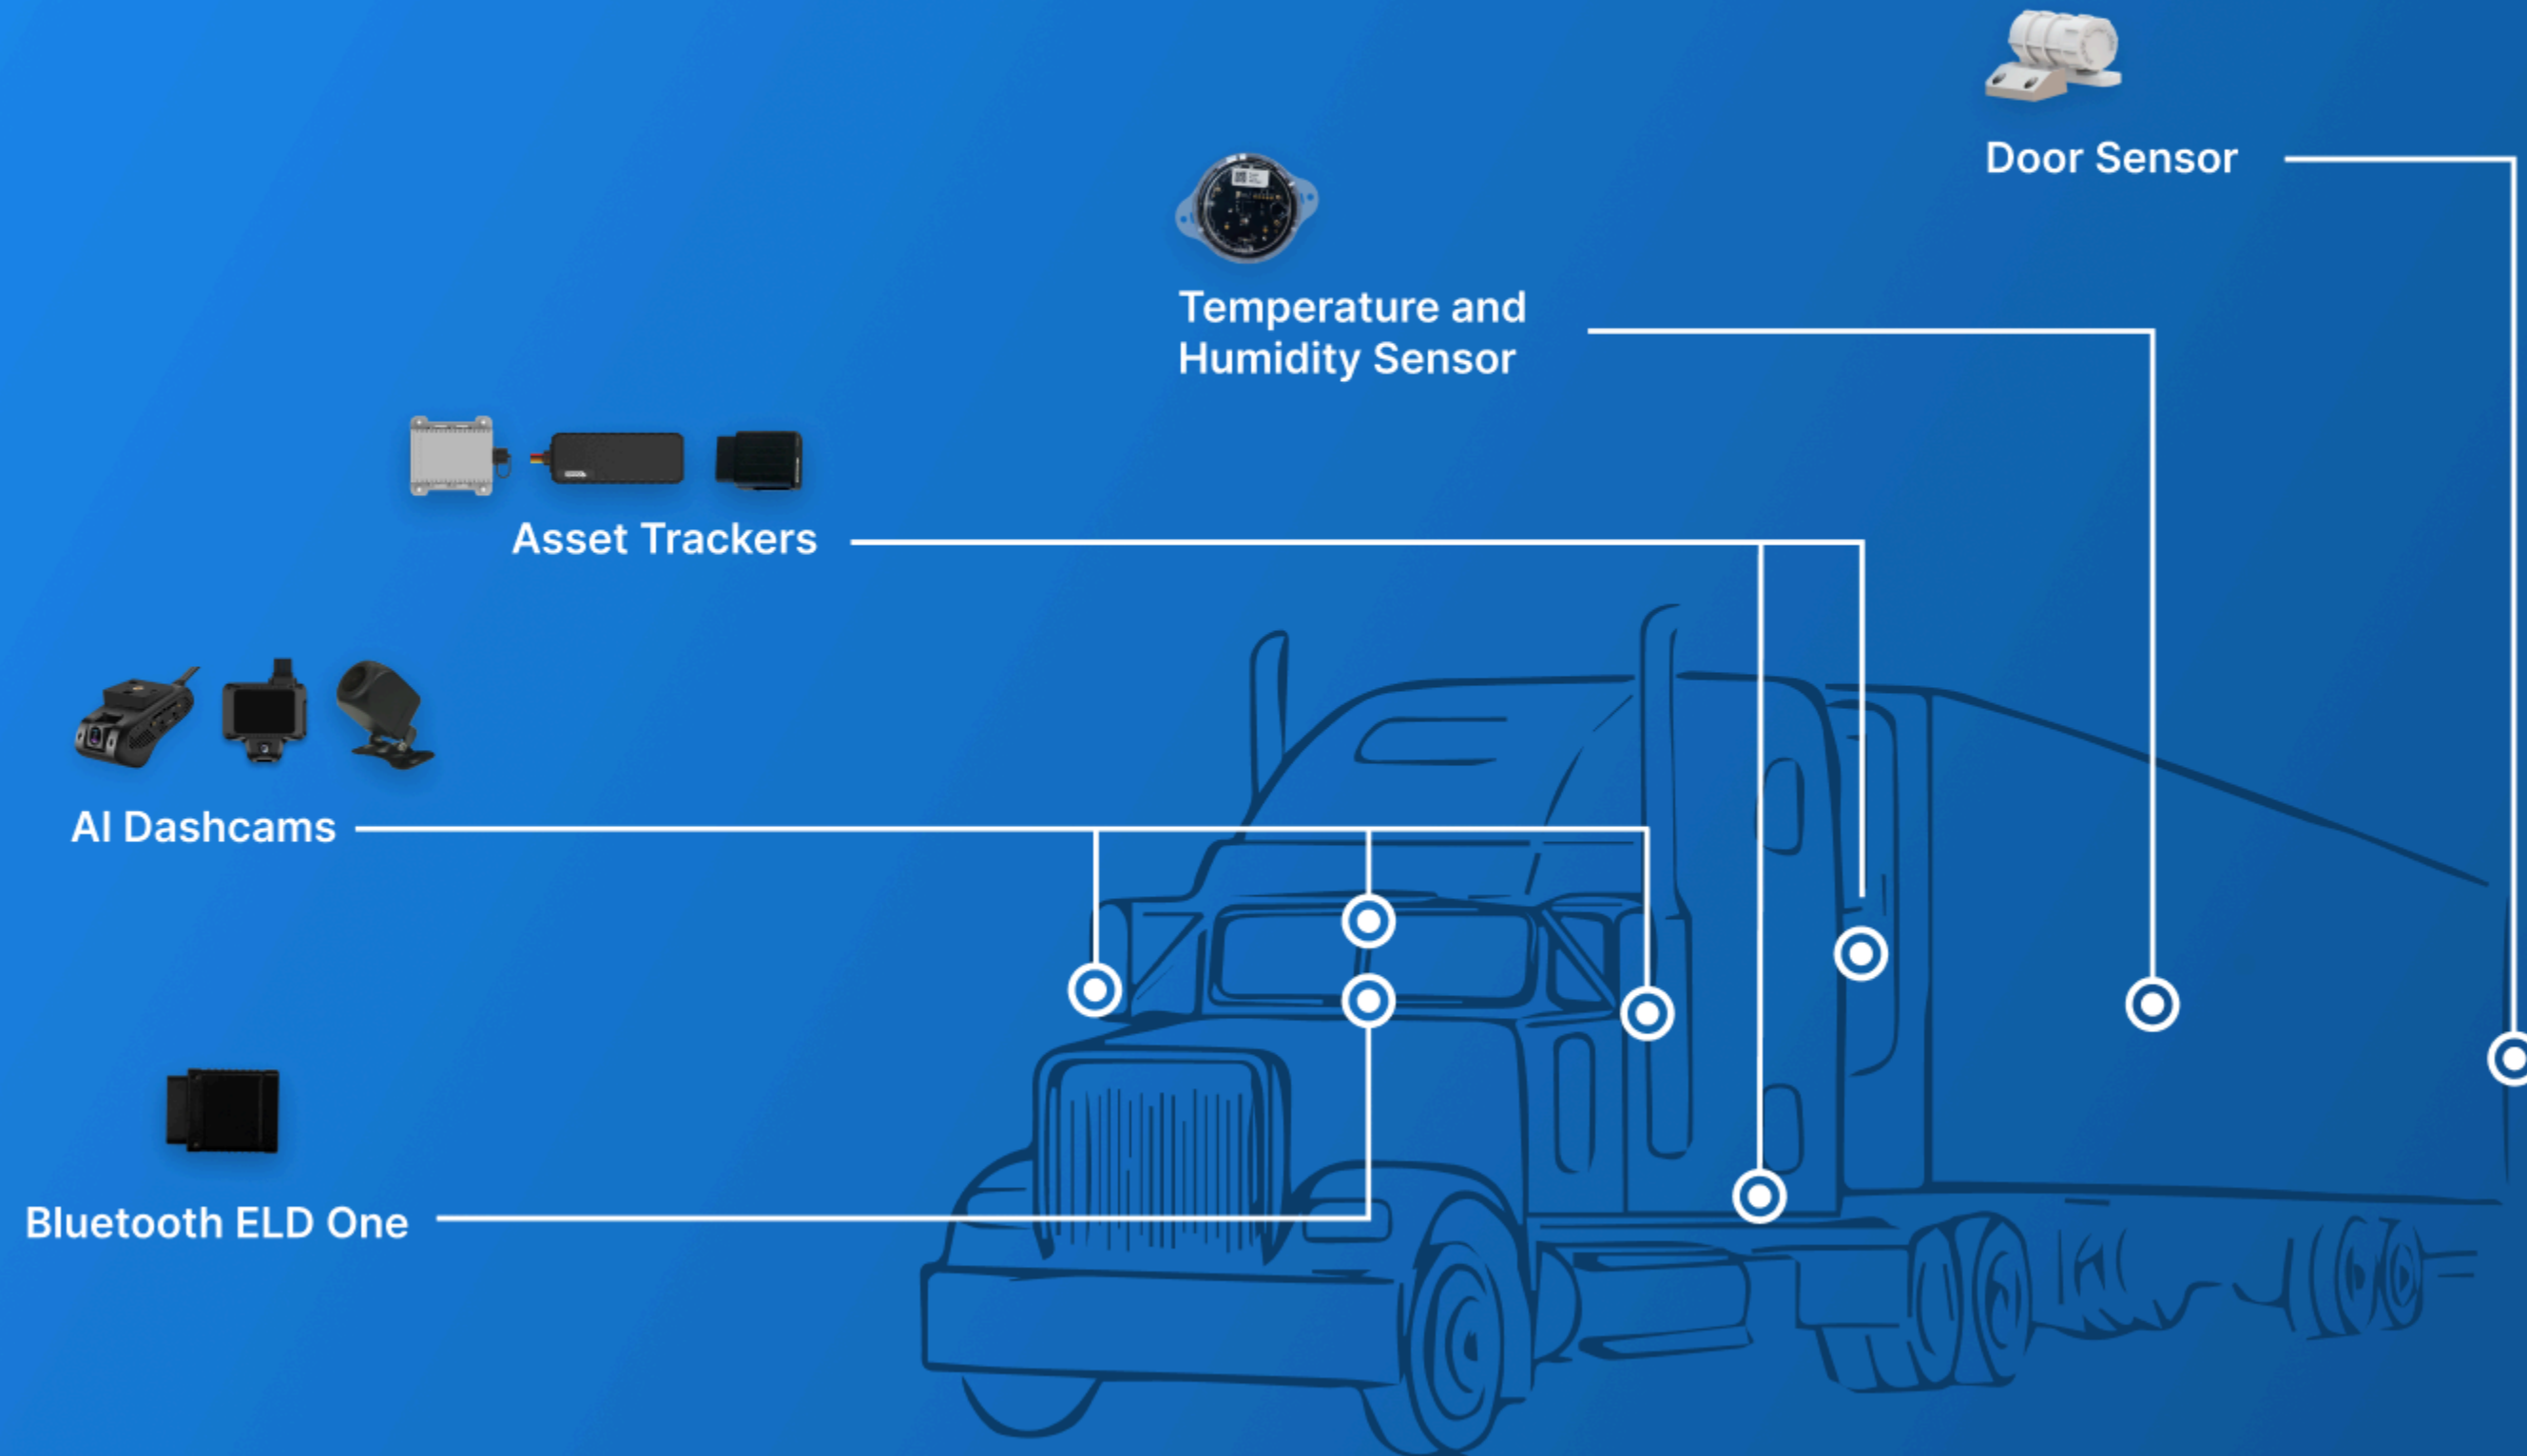 Door Sensor
Temperature and
Humidity Sensor
Asset Trackers
AI Dashcams
Bluetooth ELD One